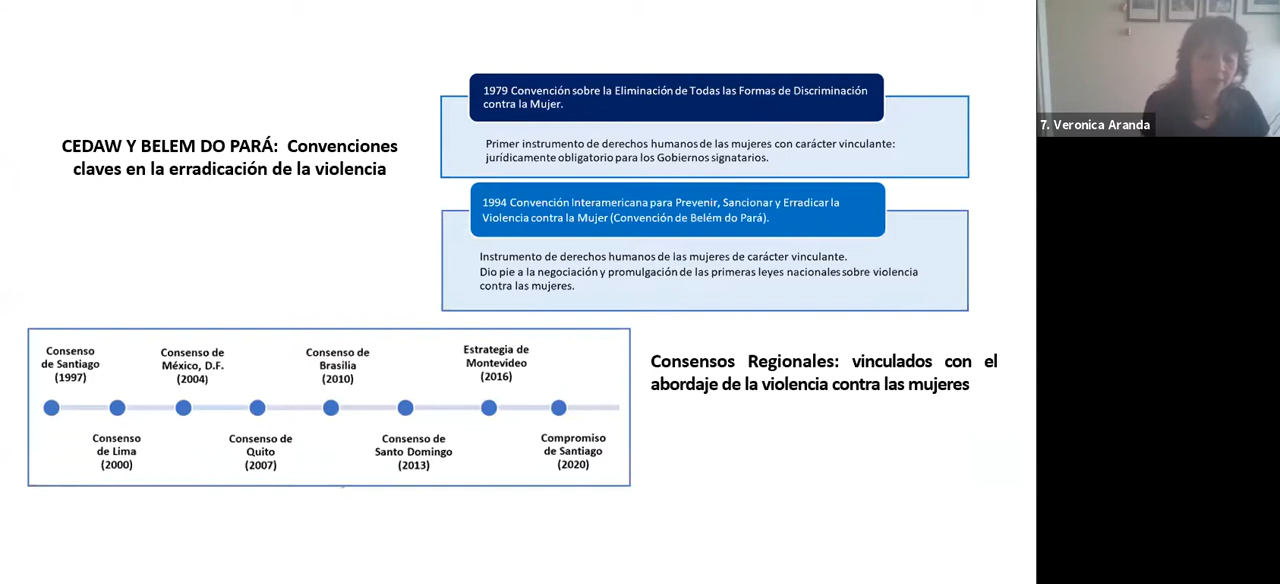 CEDAW Y BELEM DO PARÁ: Convenciones
claves en la erradicación de la violencia
1979 Convención sobre la Eliminación de Todas las Formas de Discriminación
contra la Mujer.
Primer instrumento de derechos humanos de las mujeres con carácter vinculante:
jurídicamente obligatorio para los Gobiernos signatarios.
1994 Convención Interamericana para Prevenir, Sancionar y Erradicar la
Violencia contra la Mujer (Convención de Belém do Pará).
Instrumento de derechos humanos de las mujeres de carácter vinculante.
Dio pie a la negociación y promulgación de las primeras leyes nacionales sobre violencia
contra las mujeres.
Consenso
de Santiago
(1997)
Consenso de
México, D.F.
(2004)
Consenso de
Brasilia
(2010)
Estrategia de
Montevideo
(2016)
Consenso
de Lima
(2000)
Consenso de
Quito
(2007)
Consenso de
Santo Domingo
(2013)
Compromiso
de Santiago
(2020)
Consensos Regionales: vinculados con el
abordaje de la violencia contra las mujeres
7. Veronica Aranda